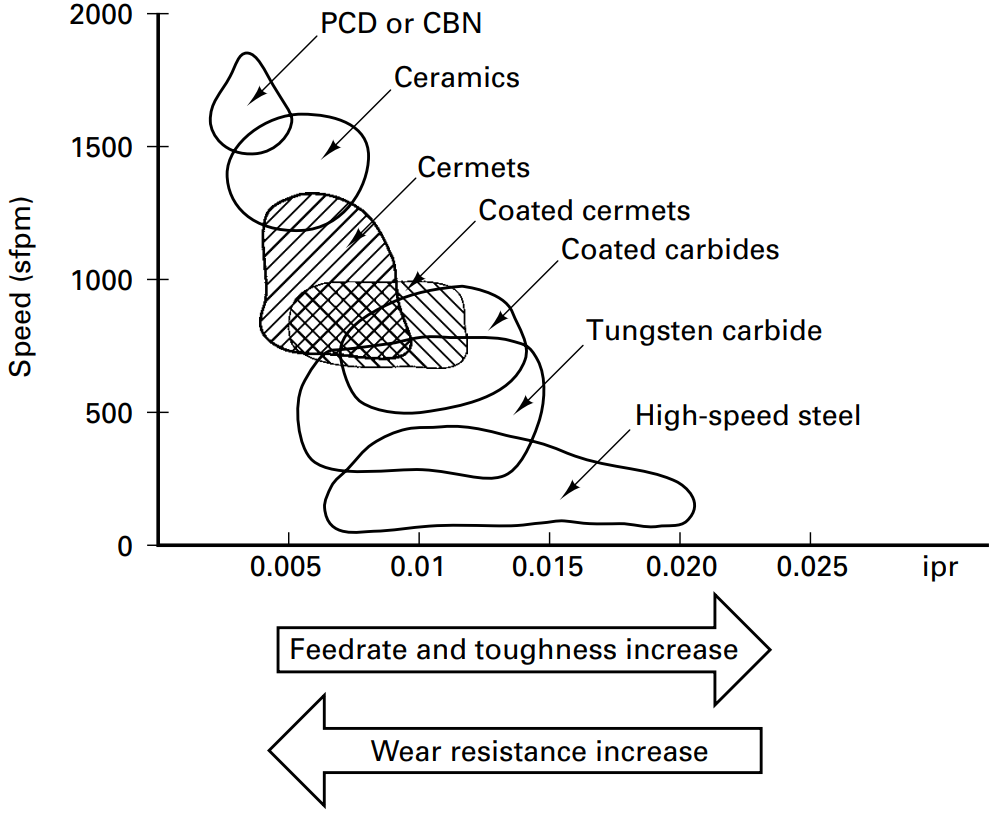 2000
PCD or CBN
Ceramics
1500
Cermets
Coated cermets
Coated carbides
1000
Speed (sfpm)
Tungsten carbide
500
High-speed steel
0
0.005 0.01 0.015 0.020 0.025 ipr
Feedrate and toughness increase
Wear resistance increase